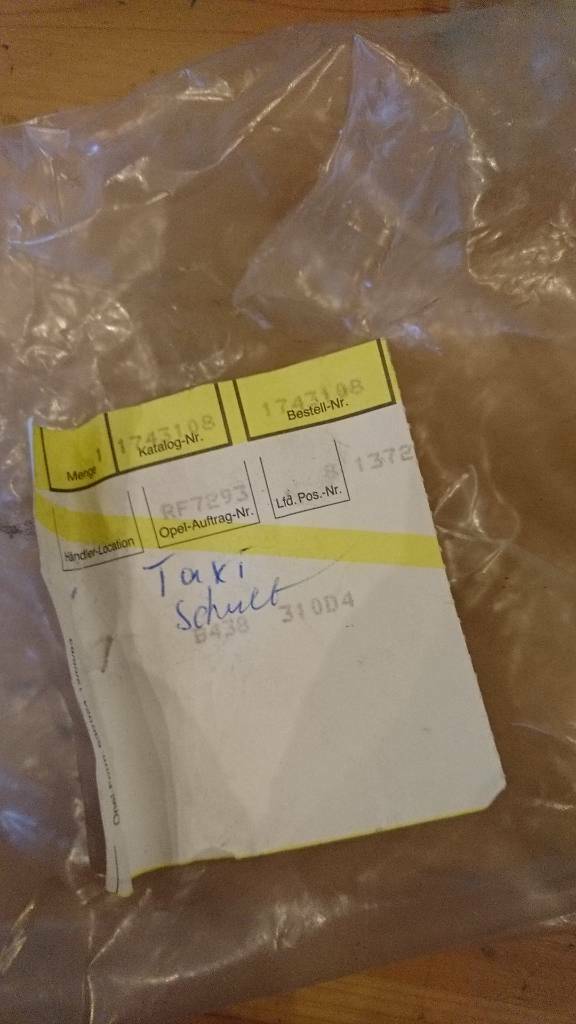 1 1743108 1743108
Menge Katalog-Nr. Bestell-Nr.
RF7293 8 1372
Händler-Location Opel-Auftrag-Nr. Lfd.Pos.-Nr.
Taxi
Schult
B438 310D4